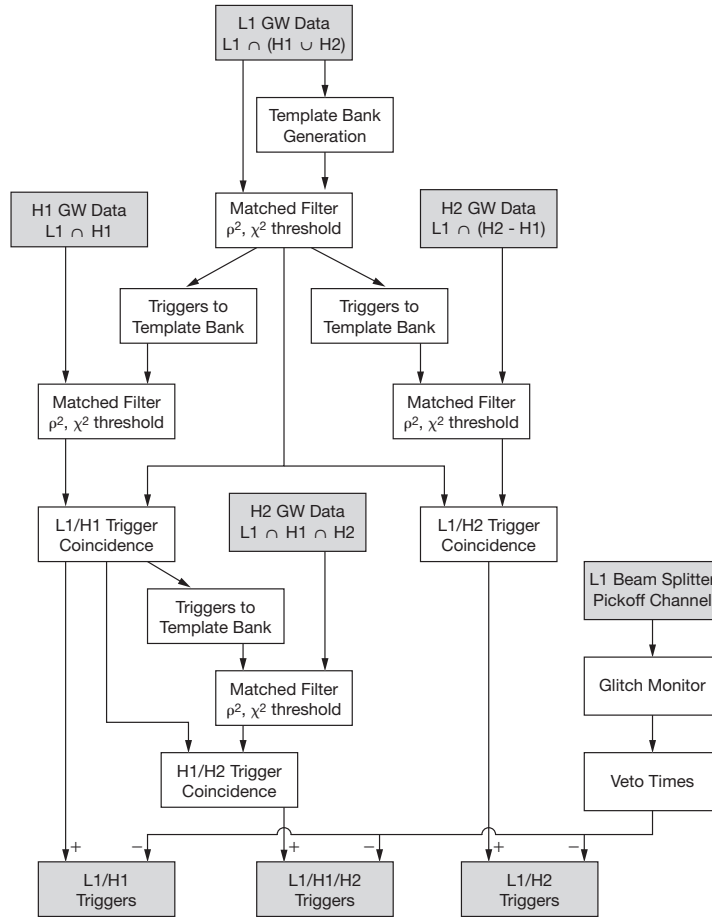 L1 GW Data
L1 ∩ (H1 ∪ H2)
Template Bank
Generation
H1 GW Data
L1 ∩ H1
Matched Filter
ρ², χ² threshold
H2 GW Data
L1 ∩ (H2 - H1)
Triggers to
Template Bank
Triggers to
Template Bank
Matched Filter
ρ², χ² threshold
Matched Filter
ρ², χ² threshold
L1/H1 Trigger
Coincidence
H2 GW Data
L1 ∩ H1 ∩ H2
L1/H2 Trigger
Coincidence
L1 Beam Splitter
Pickoff Channel
Triggers to
Template Bank
Glitch Monitor
Matched Filter
ρ², χ² threshold
H1/H2 Trigger
Coincidence
Veto Times
+ − + − + −
L1/H1
Triggers
L1/H1/H2
Triggers
L1/H2
Triggers